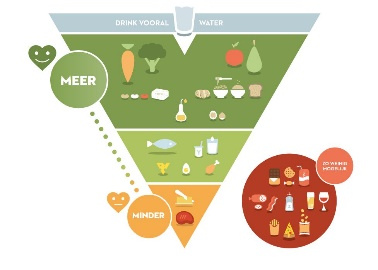 DRINK VOORAL WATER
MEER
ZO WEINIG
MOGELIJK
MINDER